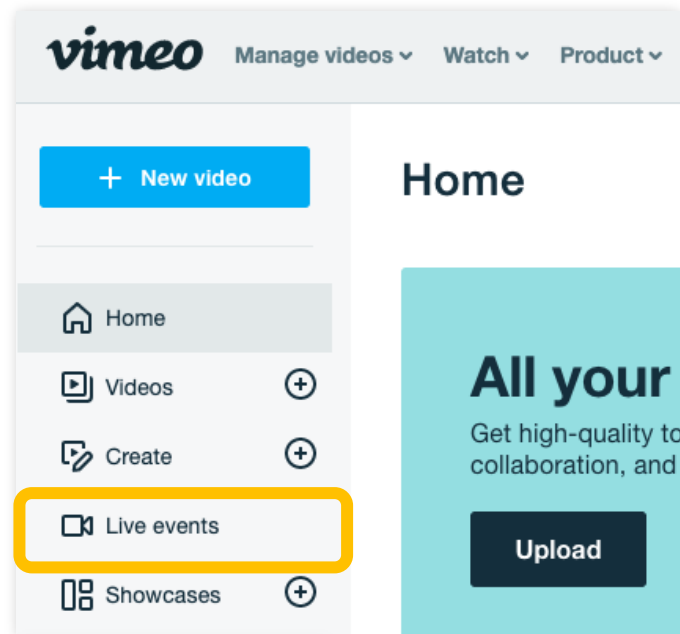 vimeo Manage videos Watch Product
+ New video
Home
Home
Videos
Create
Live events
Showcases
All your
Get high-quality to
collaboration, and
Upload